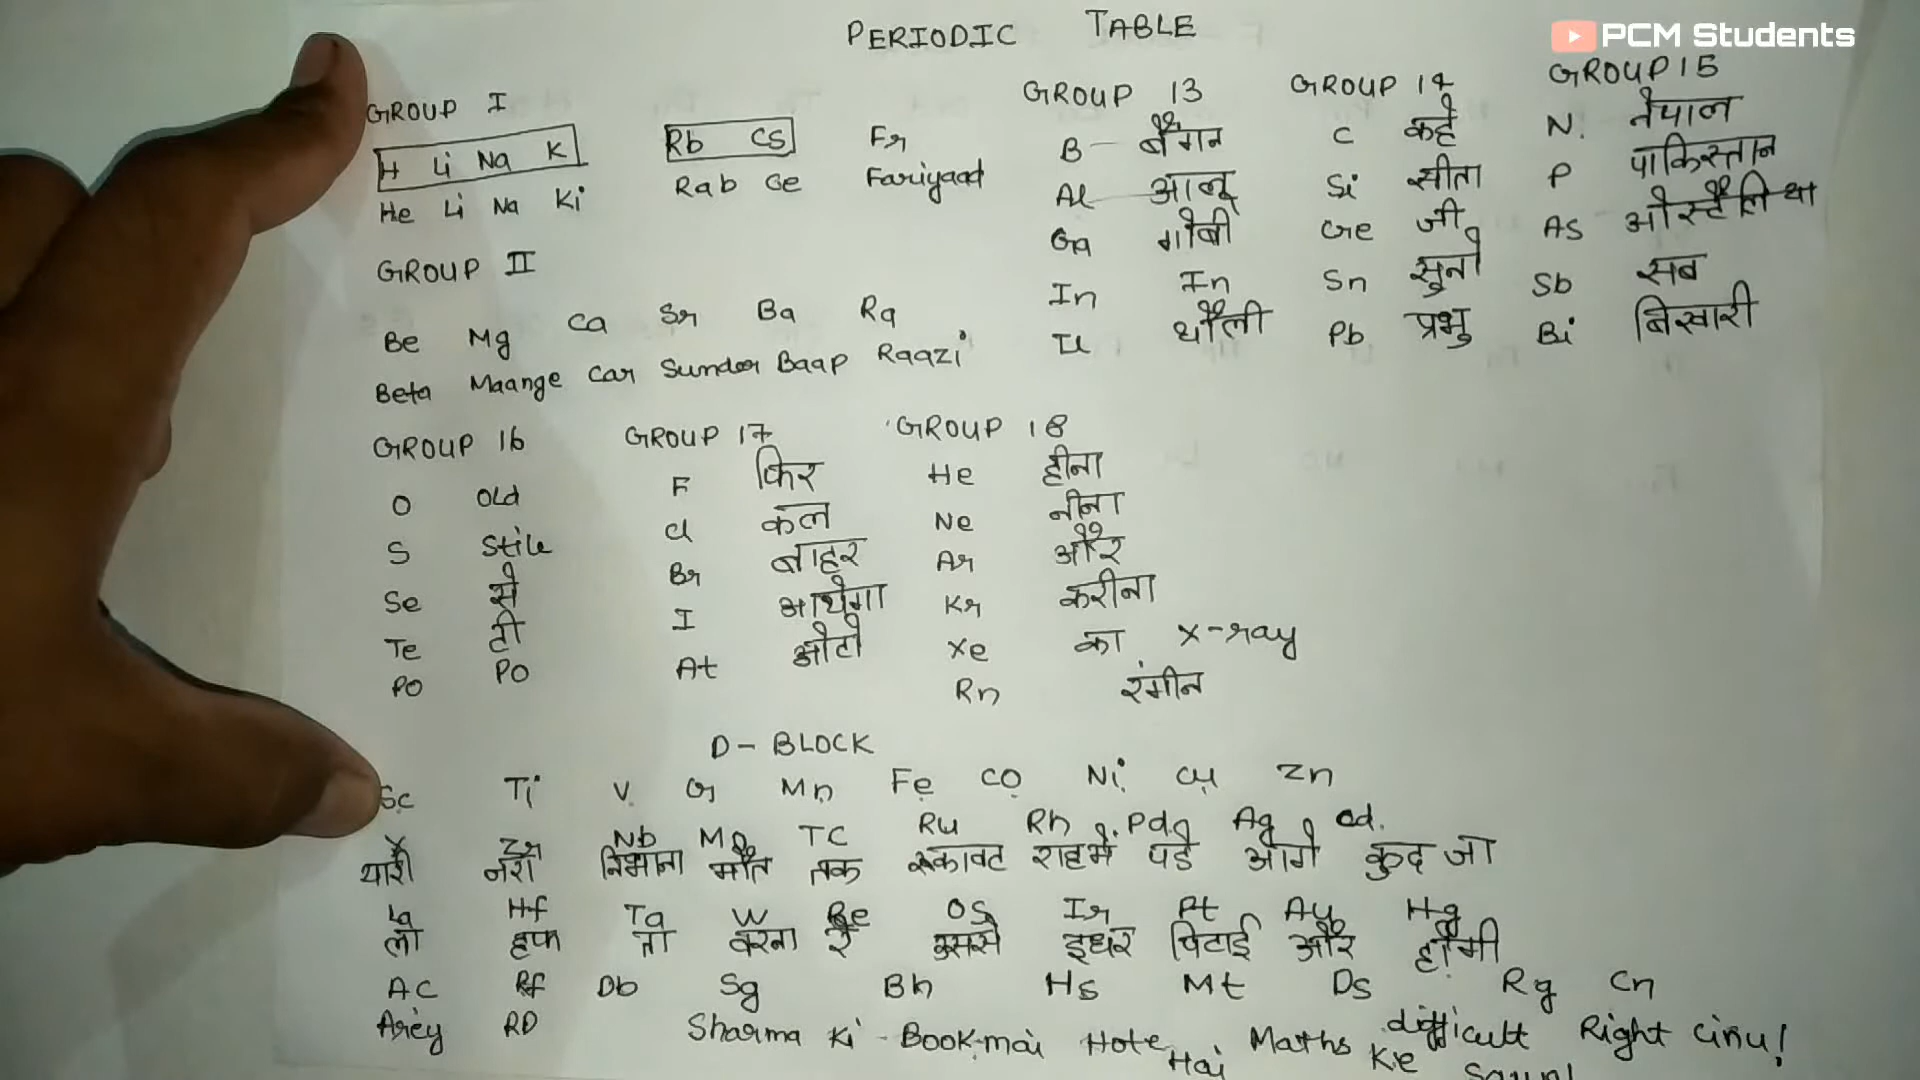 PERIODIC TABLE
PCM Students
GROUP I
H Li Na K Rb CS Fr
He Li Na Ki Rab Ce Fariyaad
GROUP II
Be Mg Ca Sr Ba Ra
Beta Maange Car Sunder Baap Raazi
GROUP 13
B बैंगन
Al आलू
Ga गोबी
In In
Tl थैली
GROUP 14
C कहे
Si सीता
Ge जी
Sn सुनो
Pb प्रभु
GROUP 15
N नेपाल
P पाकिस्तान
As ओस्टैलिया
Sb सब
Bi बिखारी
GROUP 16
O Old
S Stile
Se से
Te टी
PO PO
GROUP 17
F फिर
Cl कल
Br बाहर
I आयेगा
At ओटो
GROUP 18
He हीना
Ne नीना
Ar और
Kr करीना
Xe का x-ray
Rn रंगीन
D-BLOCK
Sc Ti V Cr Mn Fe CO Ni Cu Zn
Y Zr Nb Mo TC Ru Rh Pd Ag Cd.
यारी निभाना मौत तक रूकावट राहमे पडे आगे कुद जा
La Hf Ta W Re OS Ir Pt Au Hg
ला हफ ता वरना रे उससे इधर पिटाई और होगी
AC Rf Db Sg Bh Hs Mt Ds Rg Cn
Arey RD Sharma Ki Book mai Hote Maths difficult Right Cinu!
Hai Ke